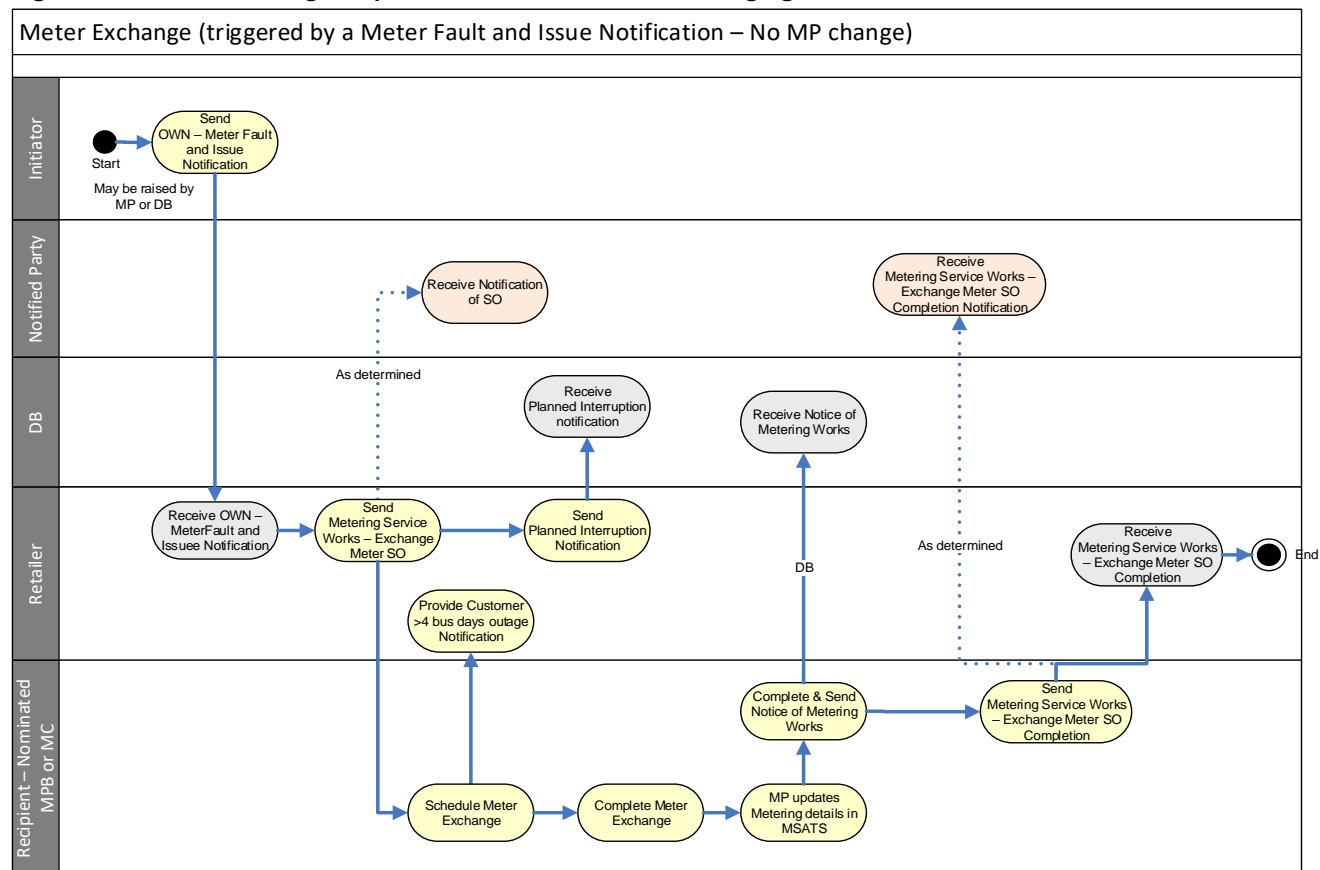 Meter Exchange (triggered by a Meter Fault and Issue Notification – No MP change)
Initiator
Start
Send
OWN – Meter Fault
and Issue
Notification
May be raised by
MP or DB
Notified Party
Receive Notification
of SO
Receive
Metering Service Works –
Exchange Meter SO
Completion Notification
As determined
DB
Receive
Planned Interruption
notification
Receive Notice of
Metering Works
Retailer
Receive OWN –
MeterFault and
Issuee Notification
Send
Metering Service
Works – Exchange
Meter SO
Send
Planned Interruption
Notification
DB
As determined
Receive
Metering Service Works
– Exchange Meter SO
Completion
End
Provide Customer
>4 bus days outage
Notification
Recipient – Nominated
MPB or MC
Complete & Send
Notice of Metering
Works
Send
Metering Service Works
– Exchange Meter SO
Completion
Schedule Meter
Exchange
Complete Meter
Exchange
MP updates
Metering details in
MSATS